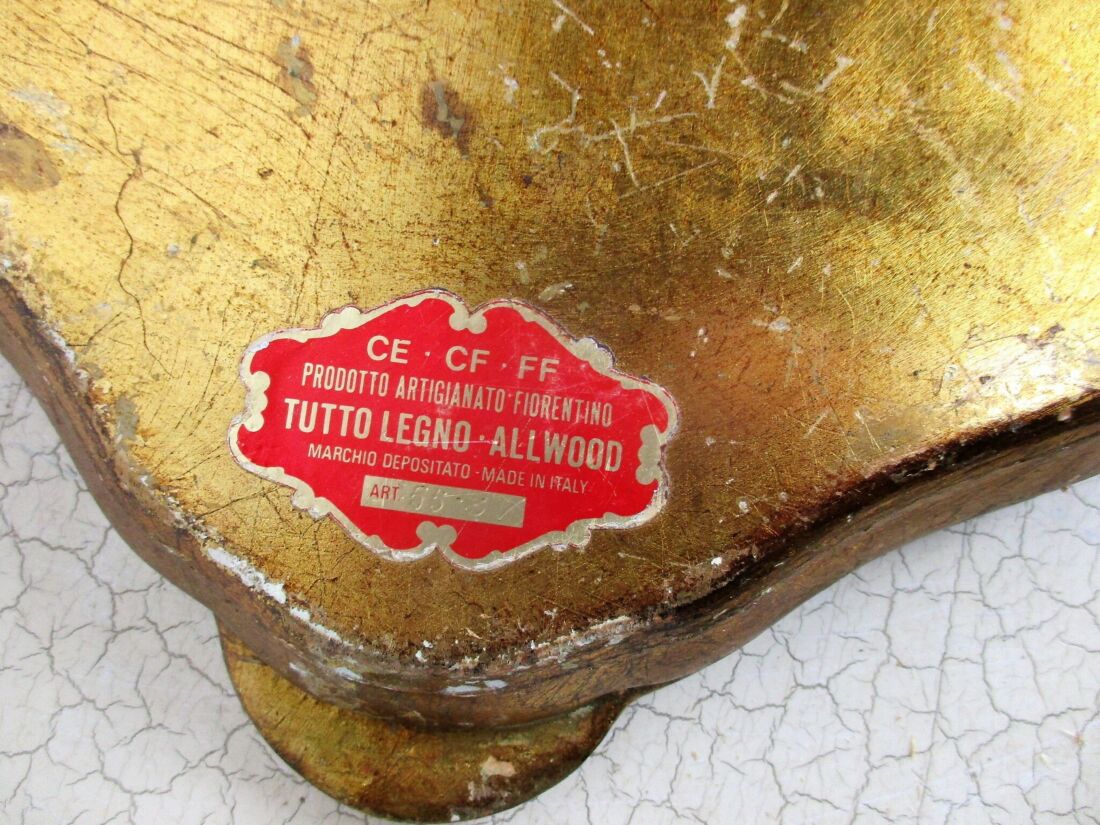 CE · CF · FF
PRODOTTO ARTIGIANATO FIORENTINO
TUTTO LEGNO · ALLWOOD
MARCHIO DEPOSITATO - MADE IN ITALY
ART.